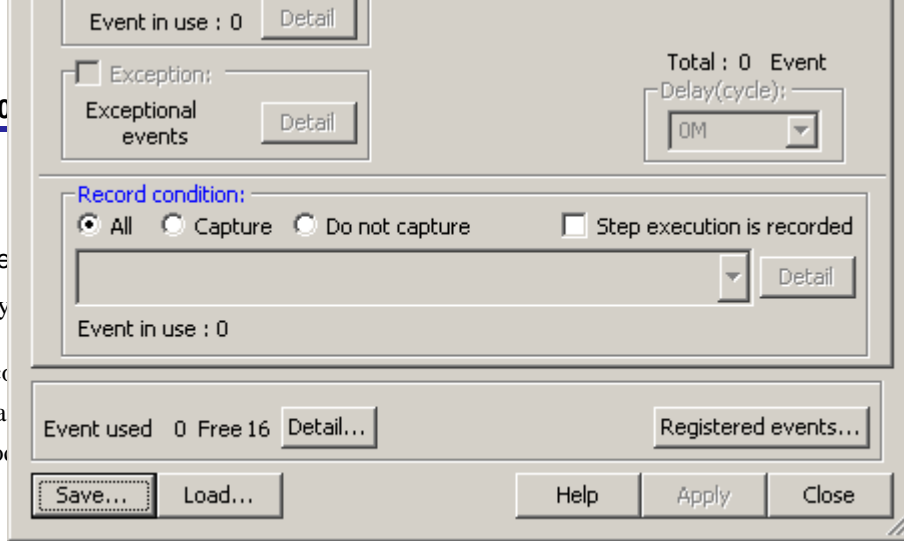 Event in use : 0 Detail
Exception:
Exceptional
events
Detail
Total : 0 Event
Delay(cycle):
0M
Record condition:
All Capture Do not capture Step execution is recorded
Detail
Event in use : 0
Event used 0 Free 16 Detail... Registered events...
Save... Load... Help Apply Close